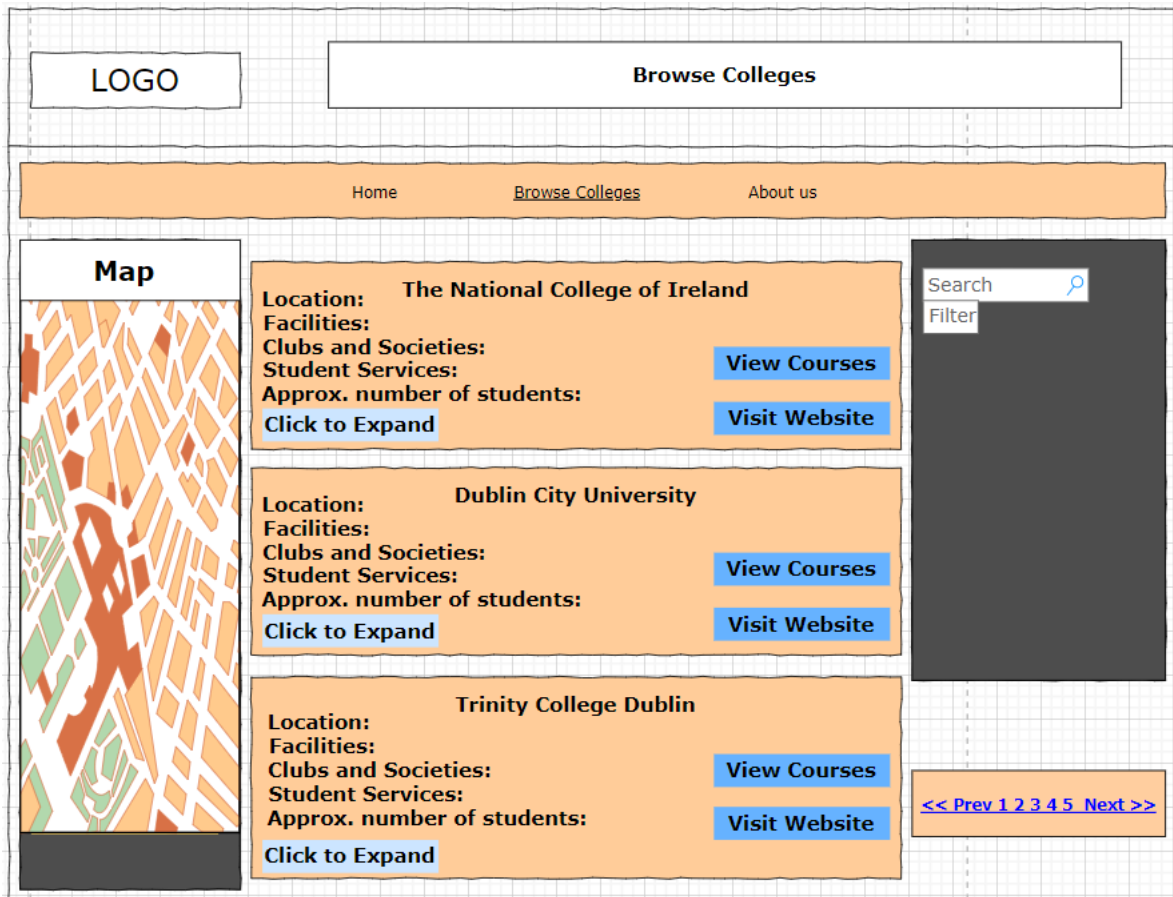 LOGO
Browse Colleges
Home
Browse Colleges
About us
Map
The National College of Ireland
Location:
Facilities:
Clubs and Societies:
Student Services:
Approx. number of students:
Click to Expand
View Courses
Visit Website
Dublin City University
Location:
Facilities:
Clubs and Societies:
Student Services:
Approx. number of students:
Click to Expand
View Courses
Visit Website
Trinity College Dublin
Location:
Facilities:
Clubs and Societies:
Student Services:
Approx. number of students:
Click to Expand
View Courses
Visit Website
Search
Filter
<< Prev 1 2 3 4 5 Next >>